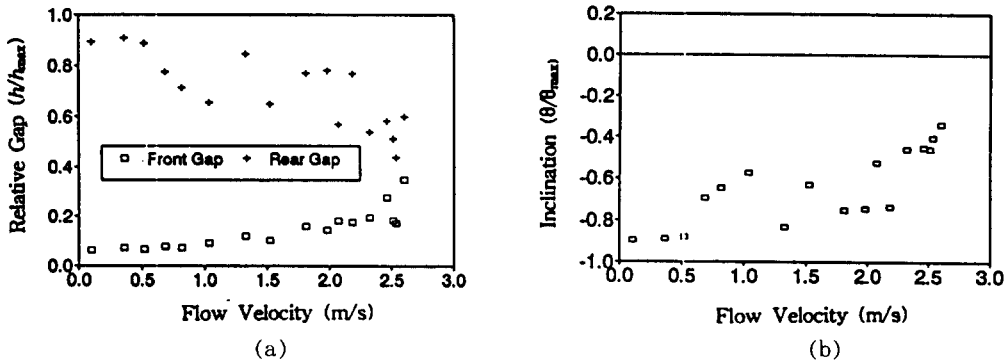 1.0
0.8
0.6
0.4
0.2
0.0
Relative Gap (h/hmax)
Front Gap
Rear Gap
0.0 0.5 1.0 1.5 2.0 2.5 3.0
Flow Velocity (m/s)
(a)
0.2
0.0
-0.2
-0.4
-0.6
-0.8
-1.0
Inclination (θ/θmax)
0.0 0.5 1.0 1.5 2.0 2.5 3.0
Flow Velocity (m/s)
(b)